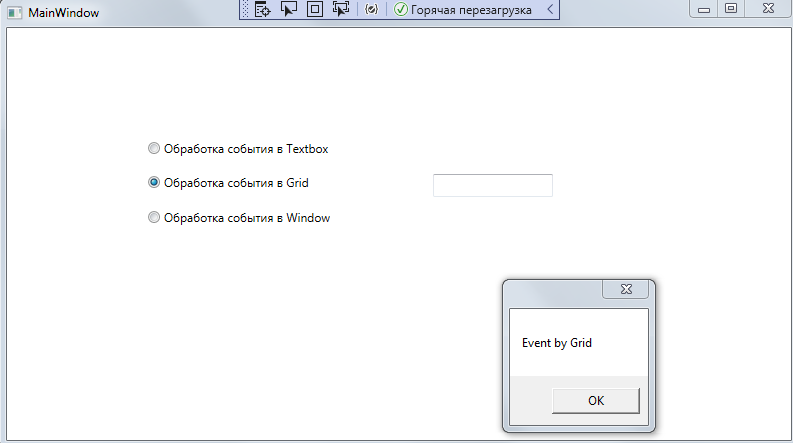 MainWindow
Горячая перезагрузка
Обработка события в Textbox
Обработка события в Grid
Обработка события в Window
Event by Grid
OK